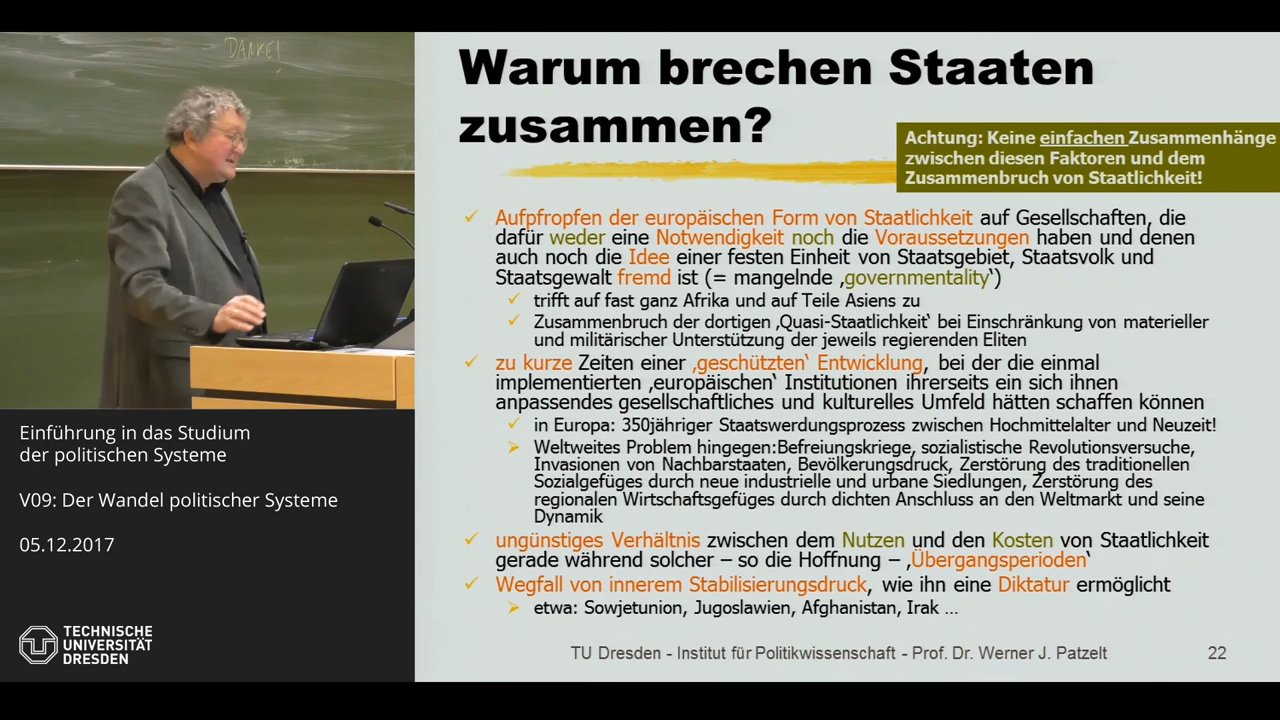 DANKE!
Warum brechen Staaten
zusammen?
Achtung: Keine einfachen Zusammenhänge
zwischen diesen Faktoren und dem
Zusammenbruch von Staatlichkeit!
Aufpfropfen der europäischen Form von Staatlichkeit auf Gesellschaften, die
dafür weder eine Notwendigkeit noch die Voraussetzungen haben und denen
auch noch die Idee einer festen Einheit von Staatsgebiet, Staatsvolk und
Staatsgewalt fremd ist (= mangelnde ‚governmentality‘)
trifft auf fast ganz Afrika und auf Teile Asiens zu
Zusammenbruch der dortigen ‚Quasi-Staatlichkeit‘ bei Einschränkung von materieller
und militärischer Unterstützung der jeweils regierenden Eliten
zu kurze Zeiten einer ‚geschützten‘ Entwicklung, bei der die einmal
implementierten ‚europäischen‘ Institutionen ihrerseits ein sich ihnen
anpassendes gesellschaftliches und kulturelles Umfeld hätten schaffen können
in Europa: 350jähriger Staatswerdungsprozess zwischen Hochmittelalter und Neuzeit!
Weltweites Problem hingegen:Befreiungskriege, sozialistische Revolutionsversuche,
Invasionen von Nachbarstaaten, Bevölkerungsdruck, Zerstörung des traditionellen
Sozialgefüges durch neue industrielle und urbane Siedlungen, Zerstörung des
regionalen Wirtschaftsgefüges durch dichten Anschluss an den Weltmarkt und seine
Dynamik
ungünstiges Verhältnis zwischen dem Nutzen und den Kosten von Staatlichkeit
gerade während solcher – so die Hoffnung – ‚Übergangsperioden‘
Wegfall von innerem Stabilisierungsdruck, wie ihn eine Diktatur ermöglicht
etwa: Sowjetunion, Jugoslawien, Afghanistan, Irak ...
TU Dresden - Institut für Politikwissenschaft - Prof. Dr. Werner J. Patzelt
22
Einführung in das Studium
der politischen Systeme
V09: Der Wandel politischer Systeme
05.12.2017
TECHNISCHE
UNIVERSITÄT
DRESDEN